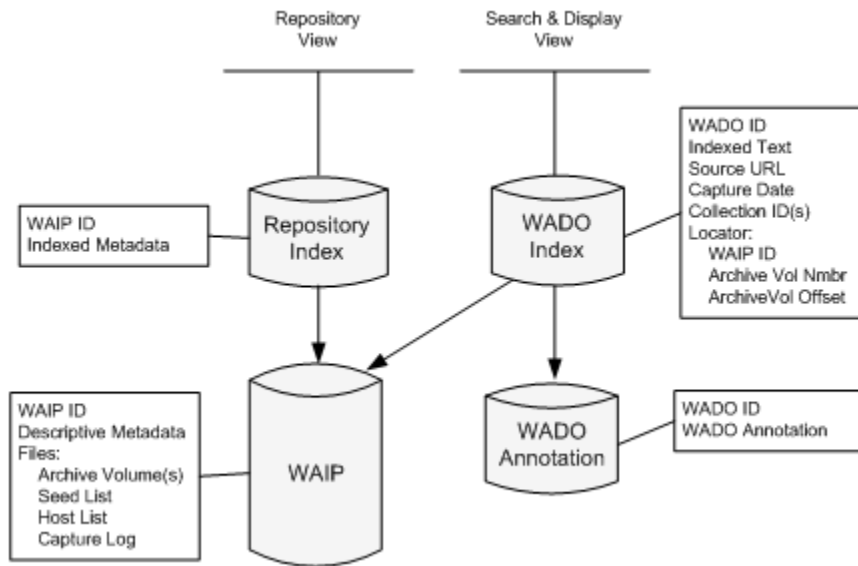 Repository
View
Search & Display
View
WAIP ID
Indexed Metadata
Repository
Index
WADO
Index
WADO ID
Indexed Text
Source URL
Capture Date
Collection ID(s)
Locator:
WAIP ID
Archive Vol Nmbr
ArchiveVol Offset
WAIP ID
Descriptive Metadata
Files:
Archive Volume(s)
Seed List
Host List
Capture Log
WAIP
WADO
Annotation
WADO ID
WADO Annotation